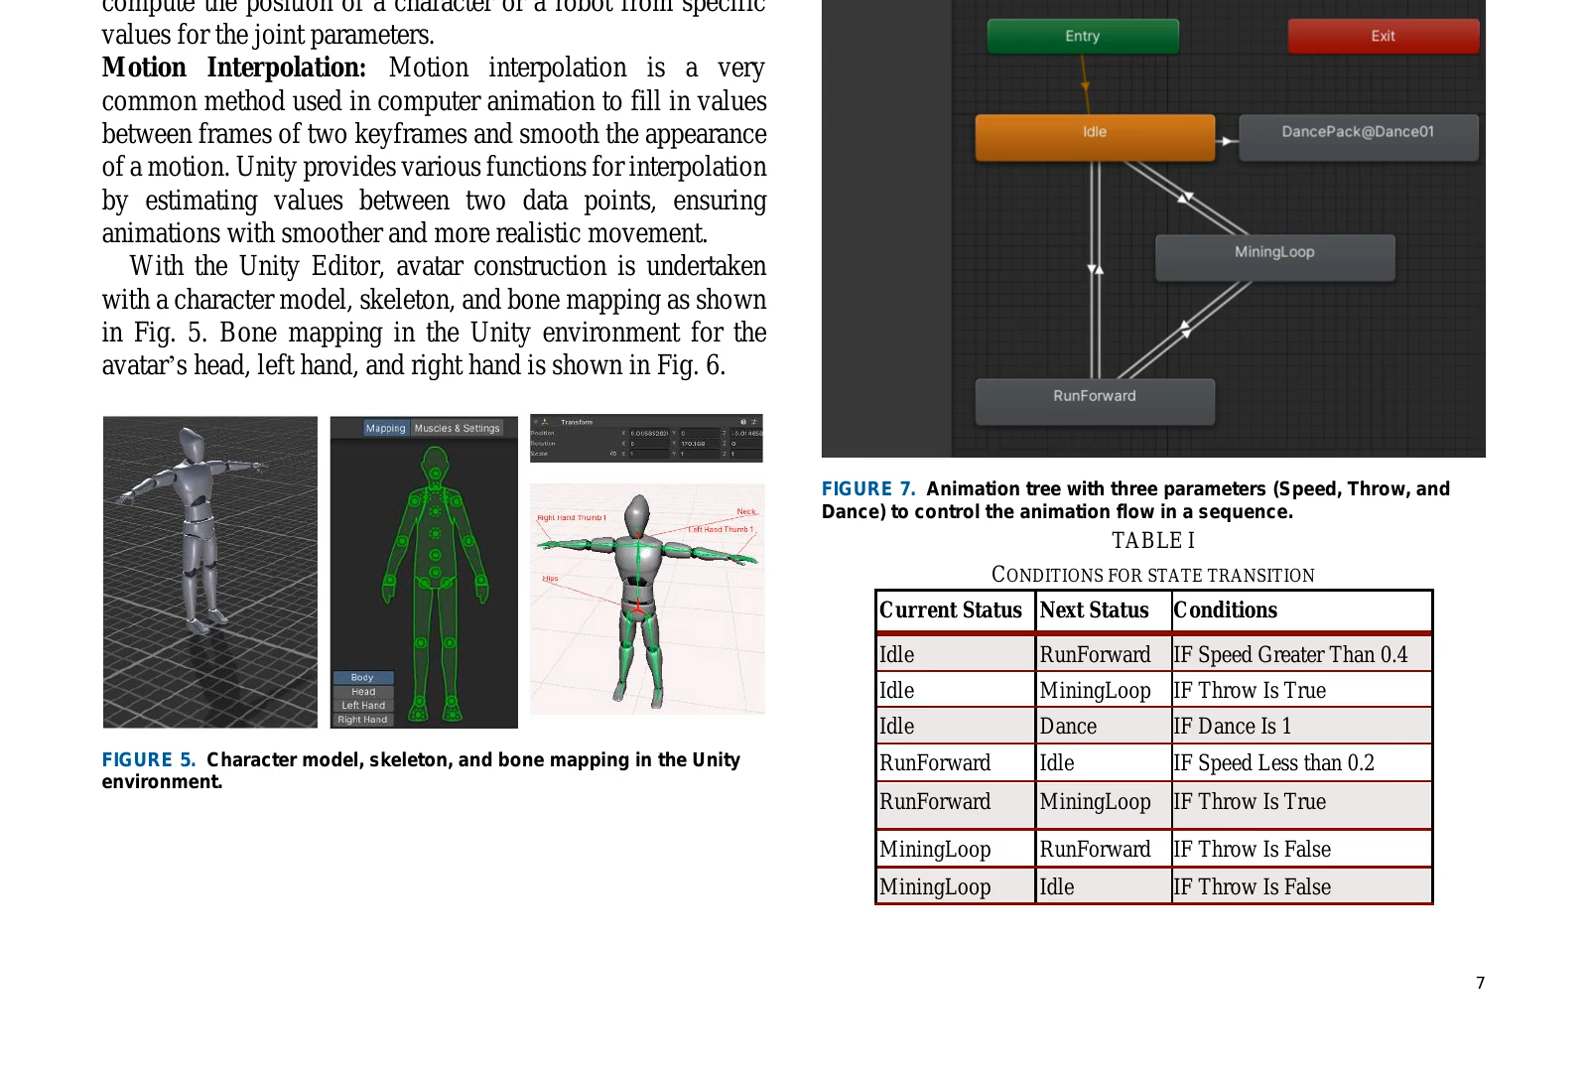 compute the position of a character or a robot from specific
values for the joint parameters.
Motion Interpolation: Motion interpolation is a very
common method used in computer animation to fill in values
between frames of two keyframes and smooth the appearance
of a motion. Unity provides various functions for interpolation
by estimating values between two data points, ensuring
animations with smoother and more realistic movement.
With the Unity Editor, avatar construction is undertaken
with a character model, skeleton, and bone mapping as shown
in Fig. 5. Bone mapping in the Unity environment for the
avatar’s head, left hand, and right hand is shown in Fig. 6.
Mapping Muscles & Settings
Body
Head
Left Hand
Right Hand
Transform
Position X Y 0 Z
Rotation X 0 Y Z 0
Scale X 1 Y 1 Z 1
Right Hand Thumb 1
Neck
Left Hand Thumb 1
Hips
FIGURE 5. Character model, skeleton, and bone mapping in the Unity
environment.
Entry
Exit
Idle
DancePack@Dance01
MiningLoop
RunForward
FIGURE 7. Animation tree with three parameters (Speed, Throw, and
Dance) to control the animation flow in a sequence.
TABLE I
CONDITIONS FOR STATE TRANSITION
Current Status Next Status Conditions
Idle RunForward IF Speed Greater Than 0.4
Idle MiningLoop IF Throw Is True
Idle Dance IF Dance Is 1
RunForward Idle IF Speed Less than 0.2
RunForward MiningLoop IF Throw Is True
MiningLoop RunForward IF Throw Is False
MiningLoop Idle IF Throw Is False
7